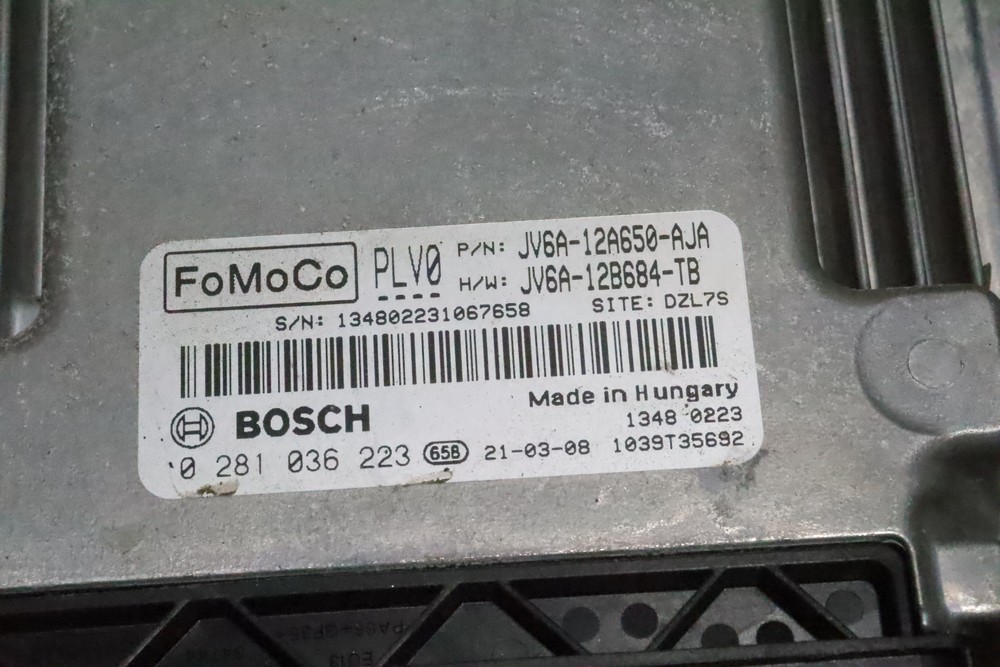 FoMoCo PLV0 P/N: JV6A-12A650-AJA
H/W: JV6A-12B684-TB
S/N: 134802231067658 SITE: DZL7S
Made in Hungary
BOSCH 1348 0223
0 281 036 223 658 21-03-08 1039T35692